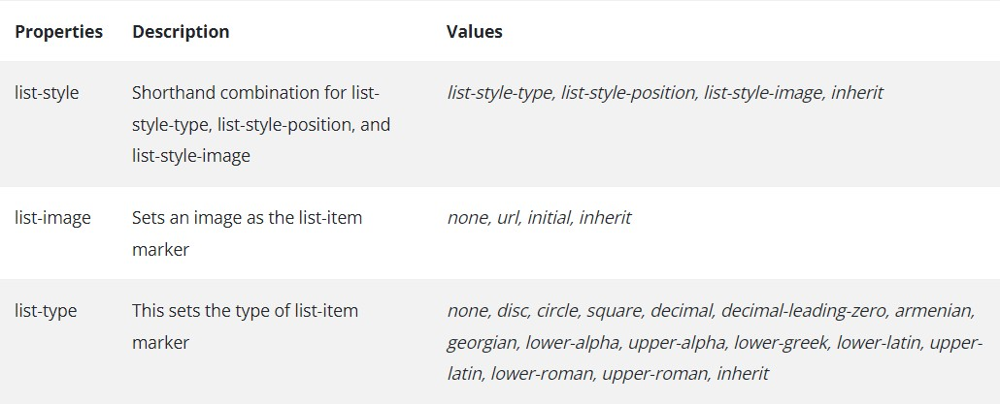 Properties Description Values
list-style Shorthand combination for list- list-style-type, list-style-position, list-style-image, inherit
style-type, list-style-position, and
list-style-image
list-image Sets an image as the list-item none, url, initial, inherit
marker
list-type This sets the type of list-item none, disc, circle, square, decimal, decimal-leading-zero, armenian,
marker georgian, lower-alpha, upper-alpha, lower-greek, lower-latin, upper-
latin, lower-roman, upper-roman, inherit